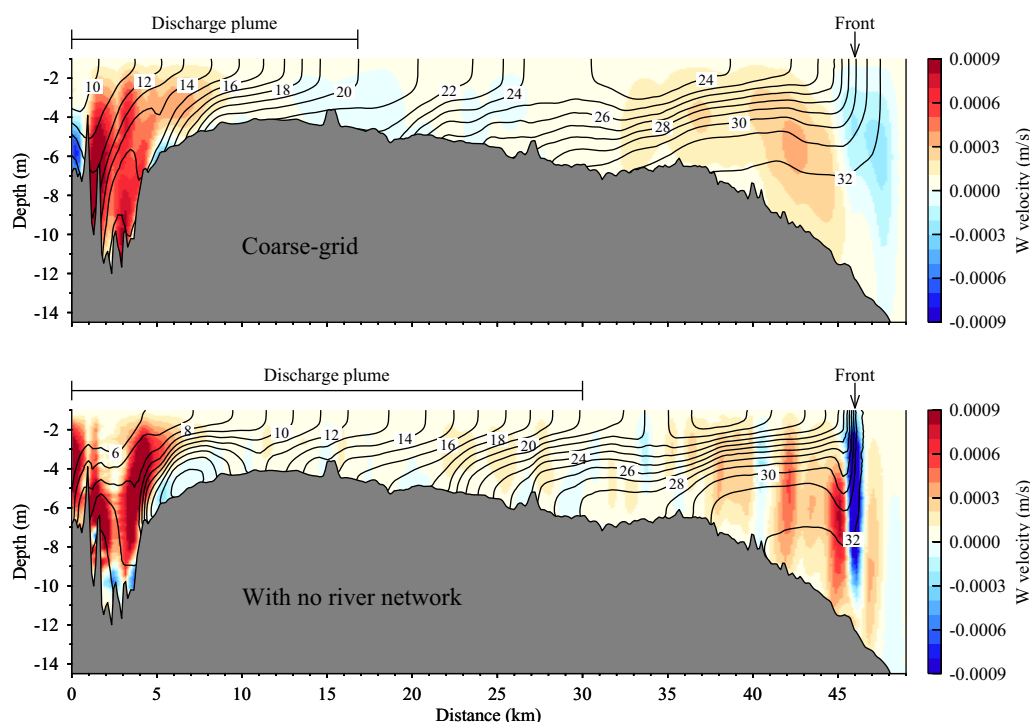 Discharge plume
Front
10 12 14 16 18 20 22 24 24 26 28 30 32
Coarse-grid
Depth (m)
-2
-4
-6
-8
-10
-12
-14
0.0009
0.0006
0.0003
0.0000
-0.0003
-0.0006
-0.0009
W velocity (m/s)
Discharge plume
Front
6 8 10 12 14 16 18 20 24 26 28 30 32
With no river network
Depth (m)
-2
-4
-6
-8
-10
-12
-14
0 5 10 15 20 25 30 35 40 45
Distance (km)
0.0009
0.0006
0.0003
0.0000
-0.0003
-0.0006
-0.0009
W velocity (m/s)